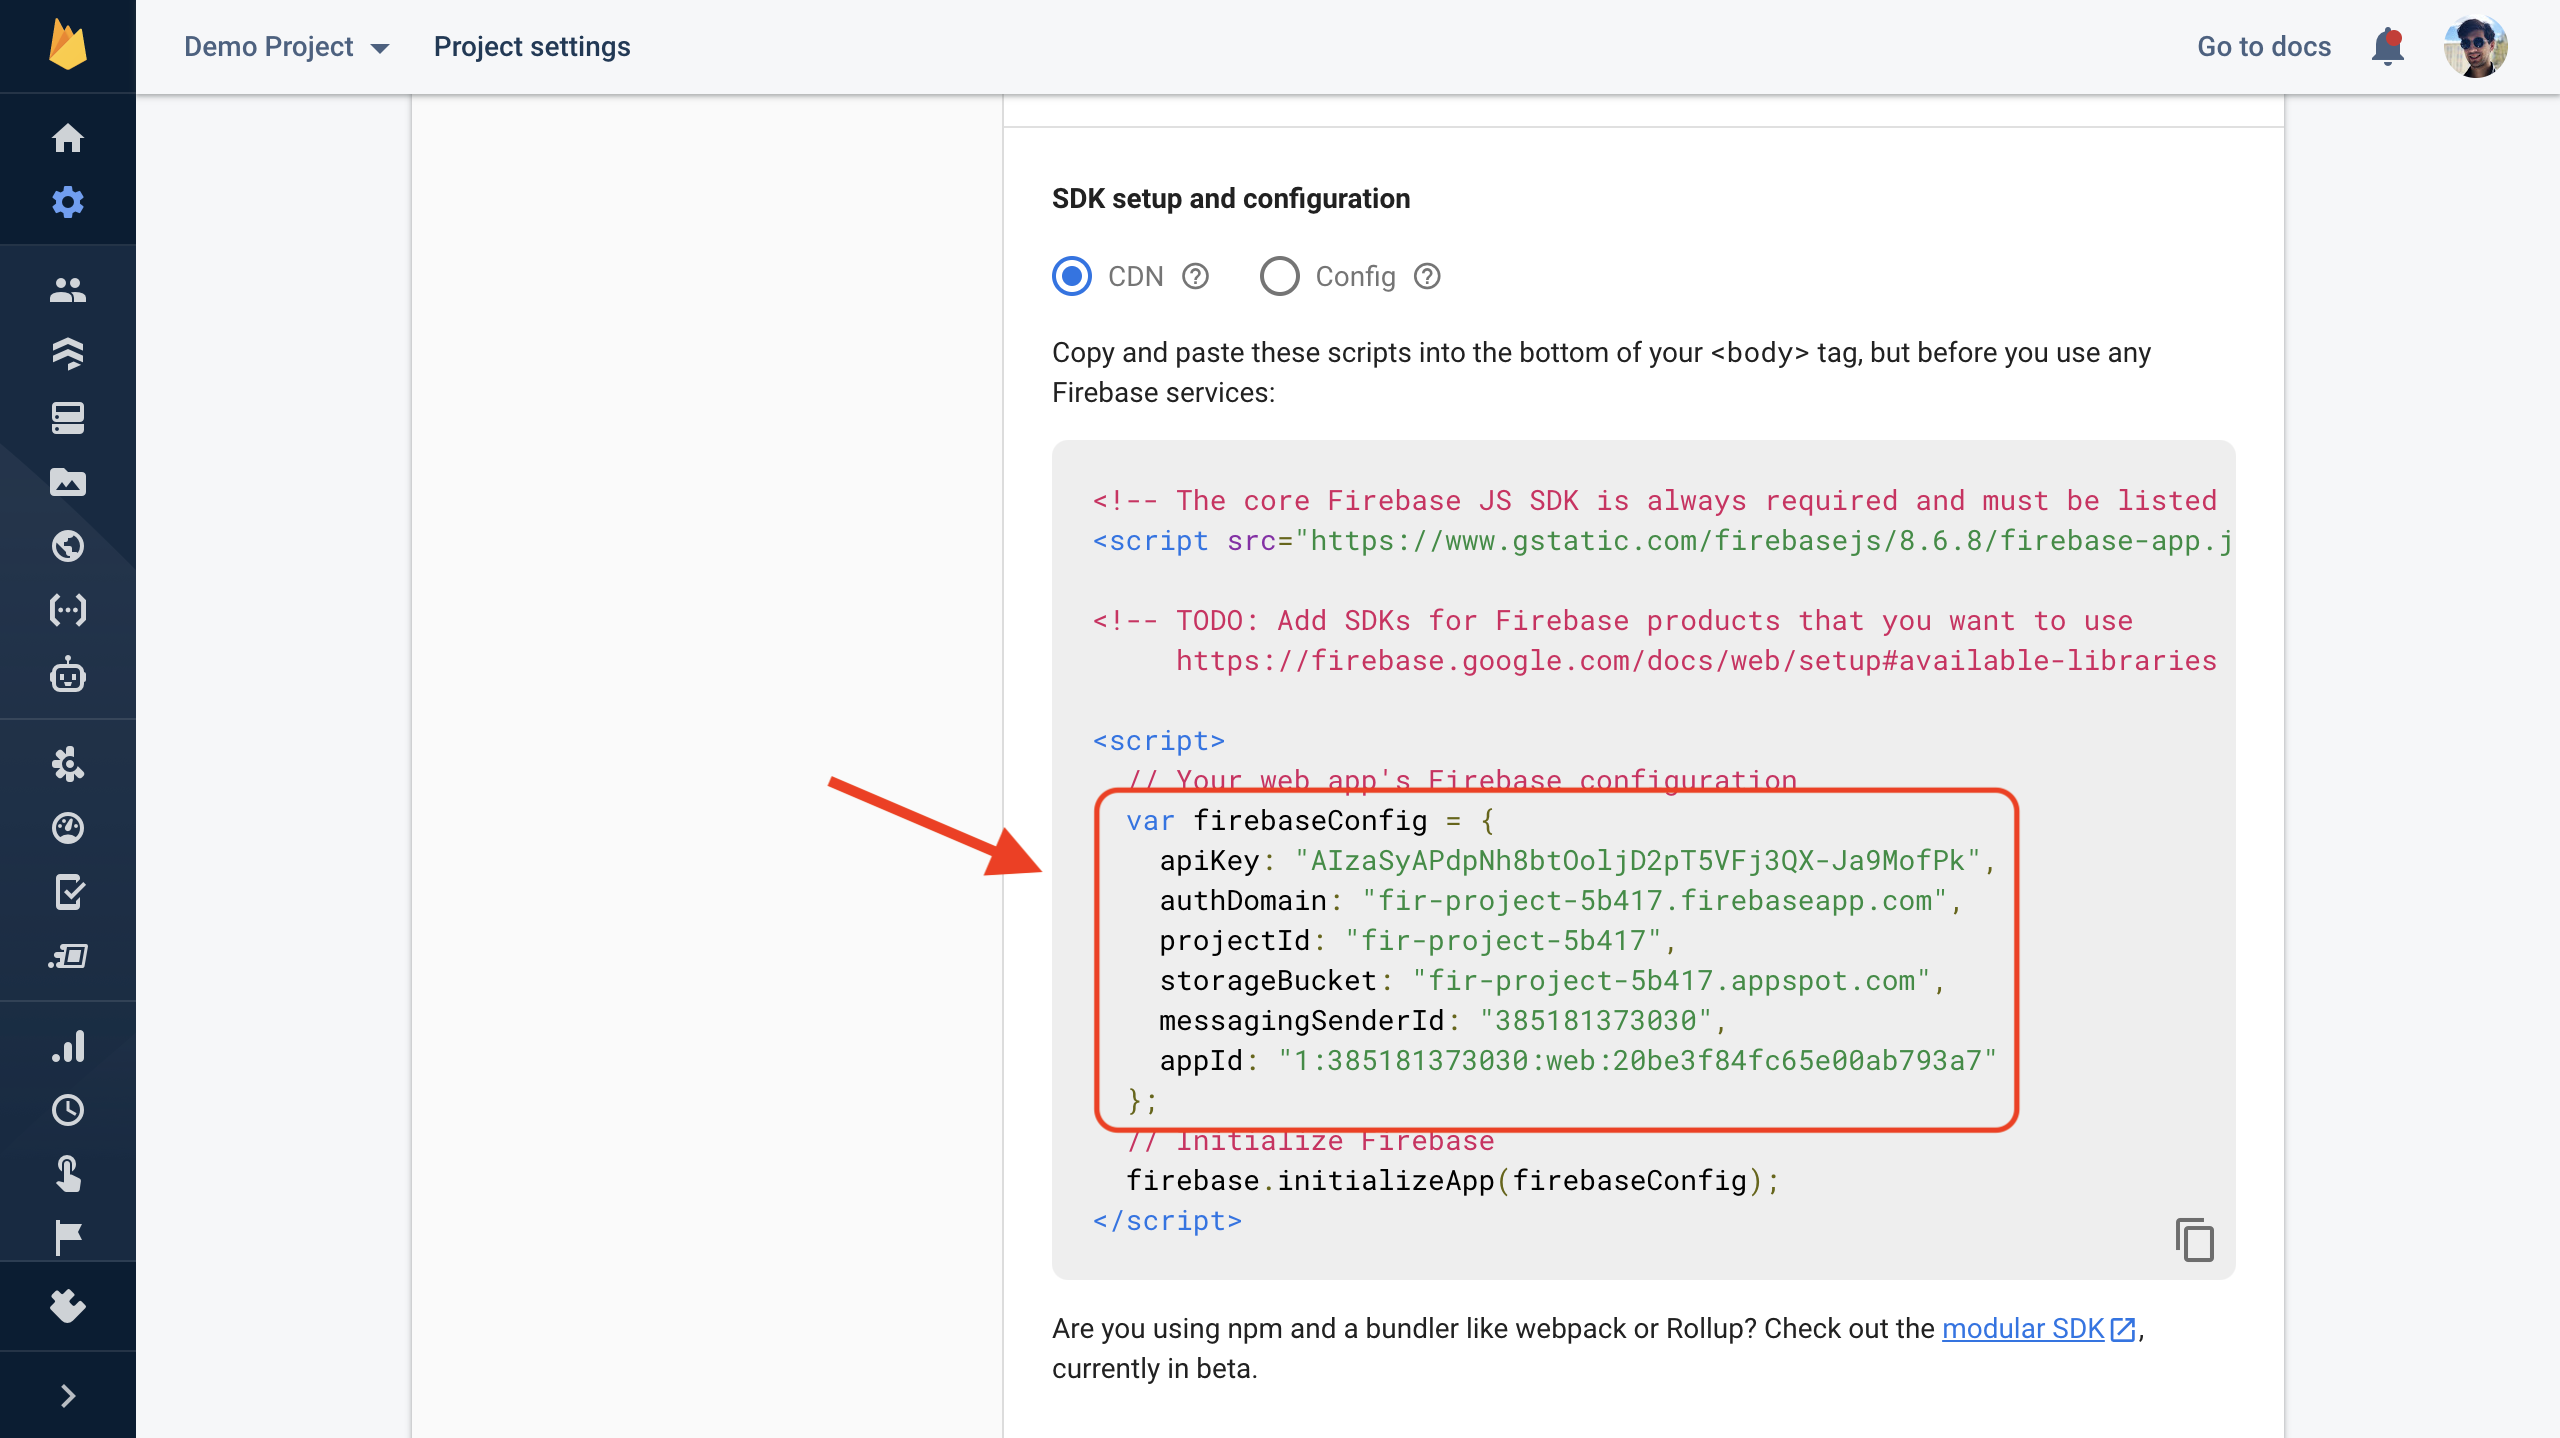 Demo Project
Project settings
Go to docs
SDK setup and configuration
CDN
Config
Copy and paste these scripts into the bottom of your <body> tag, but before you use any
Firebase services:
<!-- The core Firebase JS SDK is always required and must be listed
<script src="https://www.gstatic.com/firebasejs/8.6.8/firebase-app.j
<!-- TODO: Add SDKs for Firebase products that you want to use
https://firebase.google.com/docs/web/setup#available-libraries
<script>
// Your web app's Firebase configuration
var firebaseConfig = {
apiKey: "AIzaSyAPdpNh8btOoljD2pT5VFj3QX-Ja9MofPk",
authDomain: "fir-project-5b417.firebaseapp.com",
projectId: "fir-project-5b417",
storageBucket: "fir-project-5b417.appspot.com",
messagingSenderId: "385181373030",
appId: "1:385181373030:web:20be3f84fc65e00ab793a7"
};
// Initialize Firebase
firebase.initializeApp(firebaseConfig);
</script>
Are you using npm and a bundler like webpack or Rollup? Check out the modular SDK,
currently in beta.